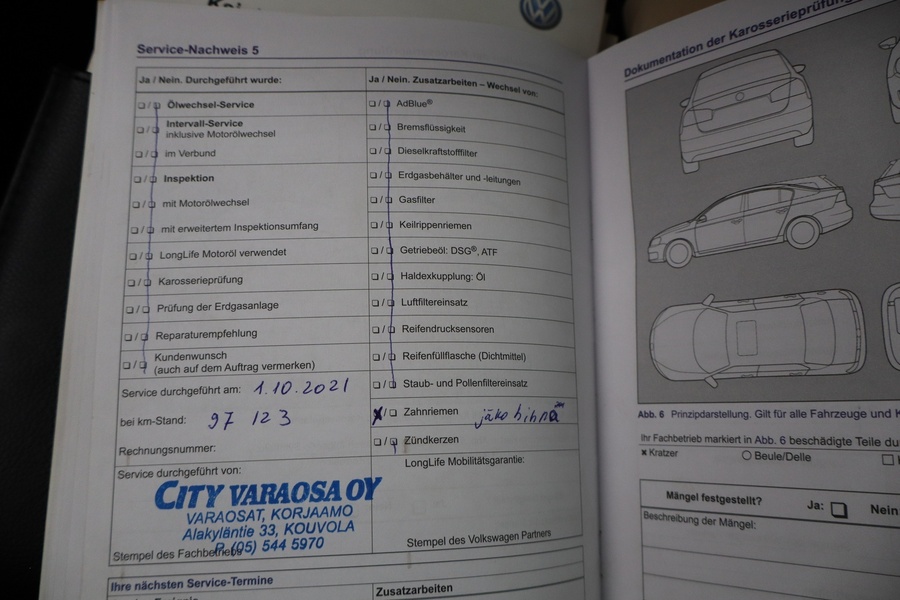 Service-Nachweis 5
Ja / Nein. Durchgeführt wurde:
Ölwechsel-Service
Intervall-Service
inklusive Motorölwechsel
im Verbund
Inspektion
mit Motorölwechsel
mit erweitertem Inspektionsumfang
LongLife Motoröl verwendet
Karosserieprüfung
Prüfung der Erdgasanlage
Reparaturempfehlung
Kundenwunsch
(auch auf dem Auftrag vermerken)
Service durchgeführt am: 1.10.2021
bei km-Stand: 97 123
Rechnungsnummer:
Service durchgeführt von:
CITY VARAOSA OY
VARAOSAT, KORJAAMO
Alakyläntie 33, KOUVOLA
P. (05) 544 5970
Stempel des Fachbetriebs
Ja / Nein. Zusatzarbeiten – Wechsel von:
AdBlue®
Bremsflüssigkeit
Dieselkraftstofffilter
Erdgasbehälter und -leitungen
Gasfilter
Keilrippenriemen
Getriebeöl: DSG®, ATF
Haldexkupplung: Öl
Luftfiltereinsatz
Reifendrucksensoren
Reifenfüllflasche (Dichtmittel)
Staub- und Pollenfiltereinsatz
X Zahnriemen
Zündkerzen
LongLife Mobilitätsgarantie:
Stempel des Volkswagen Partners
Ihre nächsten Service-Termine
Zusatzarbeiten
Dokumentation der Karosserieprüfung
Abb. 6 Prinzipdarstellung. Gilt für alle Fahrzeuge und
Ihr Fachbetrieb markiert in Abb. 6 beschädigte Teile
x Kratzer
Beule/Delle
Mängel festgestellt? Ja: Nein
Beschreibung der Mängel: